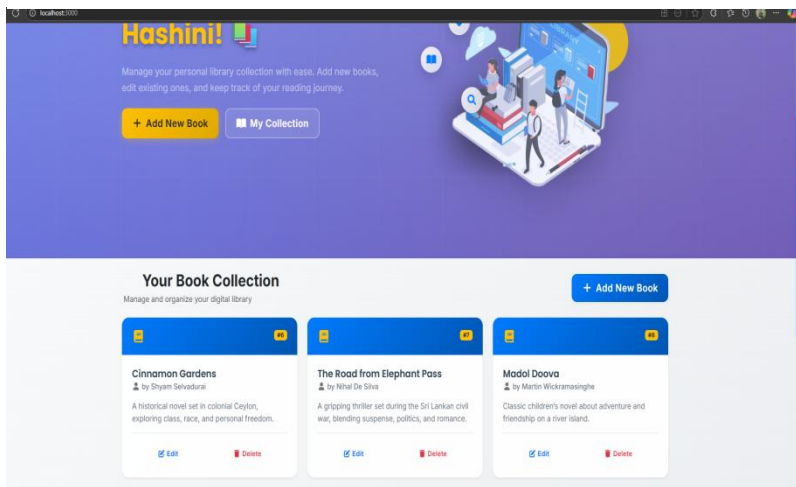 localhost:3000
Hashini!
Manage your personal library collection with ease. Add new books,
edit existing ones, and keep track of your reading journey.
+ Add New Book
My Collection
LIBRARY
Your Book Collection
Manage and organize your digital library
+ Add New Book
#6
#7
#8
Cinnamon Gardens
by Shyam Selvadurai
A historical novel set in colonial Ceylon,
exploring class, race, and personal freedom.
Edit
Delete
The Road from Elephant Pass
by Nihal De Silva
A gripping thriller set during the Sri Lankan civil
war, blending suspense, politics, and romance.
Edit
Delete
Madol Doova
by Martin Wickramasinghe
Classic children's novel about adventure and
friendship on a river island.
Edit
Delete